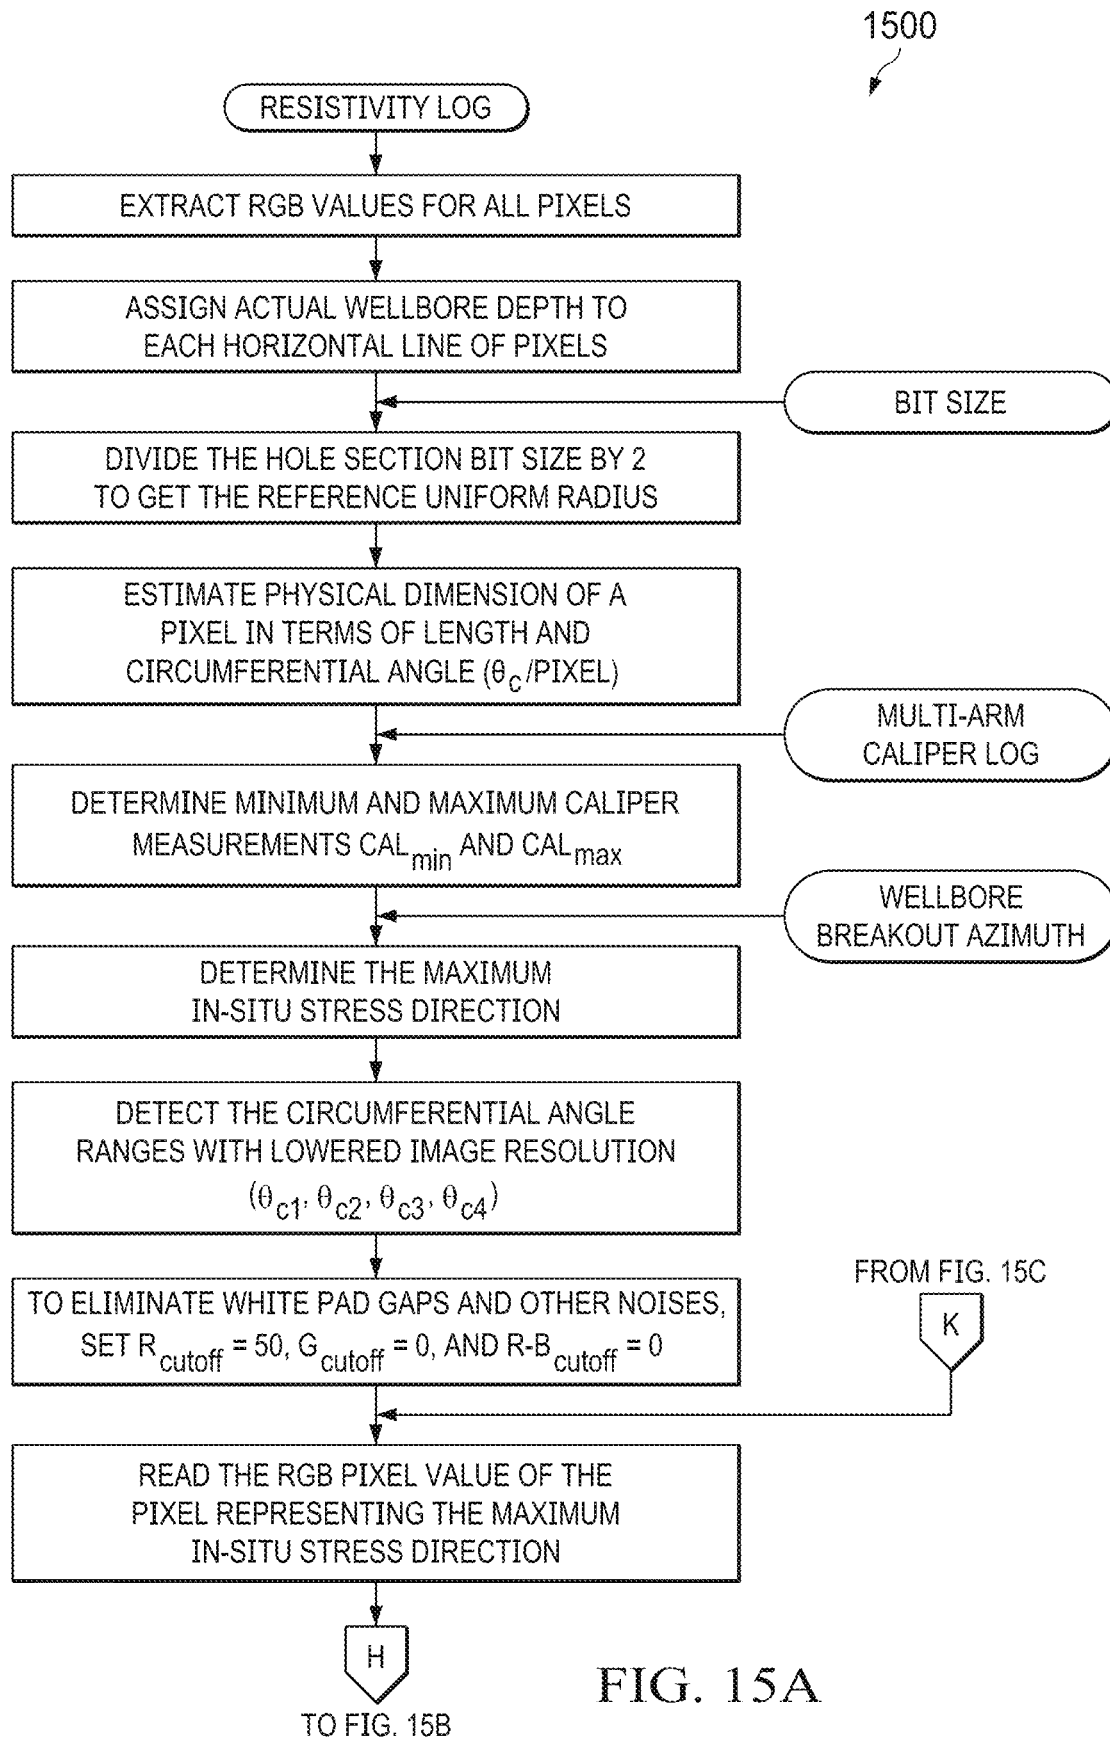 1500
RESISTIVITY LOG
EXTRACT RGB VALUES FOR ALL PIXELS
ASSIGN ACTUAL WELLBORE DEPTH TO
EACH HORIZONTAL LINE OF PIXELS
BIT SIZE
DIVIDE THE HOLE SECTION BIT SIZE BY 2
TO GET THE REFERENCE UNIFORM RADIUS
ESTIMATE PHYSICAL DIMENSION OF A
PIXEL IN TERMS OF LENGTH AND
CIRCUMFERENTIAL ANGLE (θc/PIXEL)
MULTI-ARM
CALIPER LOG
DETERMINE MINIMUM AND MAXIMUM CALIPER
MEASUREMENTS CALmin AND CALmax
WELLBORE
BREAKOUT AZIMUTH
DETERMINE THE MAXIMUM
IN-SITU STRESS DIRECTION
DETECT THE CIRCUMFERENTIAL ANGLE
RANGES WITH LOWERED IMAGE RESOLUTION
(θc1, θc2, θc3, θc4)
TO ELIMINATE WHITE PAD GAPS AND OTHER NOISES,
SET Rcutoff = 50, Gcutoff = 0, AND R-Bcutoff = 0
FROM FIG. 15C
K
READ THE RGB PIXEL VALUE OF THE
PIXEL REPRESENTING THE MAXIMUM
IN-SITU STRESS DIRECTION
H
TO FIG. 15B
FIG. 15A